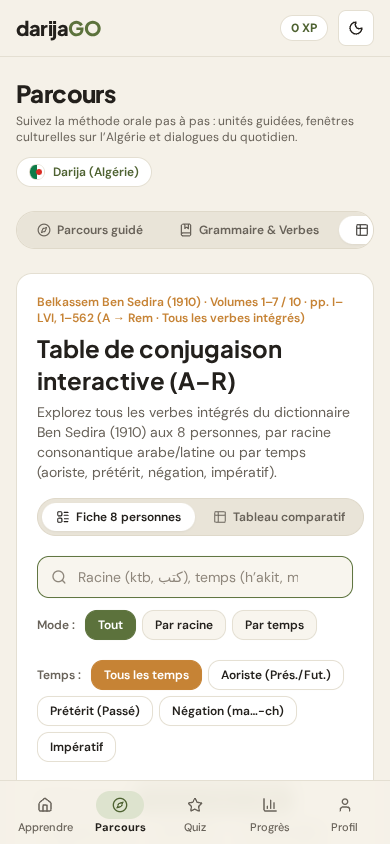 darijaGO
0 XP
Parcours
Suivez la méthode orale pas à pas : unités guidées, fenêtres
culturelles sur l'Algérie et dialogues du quotidien.
Darija (Algérie)
Parcours guidé
Grammaire & Verbes
Belkassem Ben Sedira (1910) · Volumes 1–7 / 10 · pp. I–
LVI, 1–562 (A → Rem · Tous les verbes intégrés)
Table de conjugaison
interactive (A–R)
Explorez tous les verbes intégrés du dictionnaire
Ben Sedira (1910) aux 8 personnes, par racine
consonantique arabe/latine ou par temps
(aoriste, prétérit, négation, impératif).
Fiche 8 personnes
Tableau comparatif
Racine (ktb, كتب), temps (h'akit, m
Mode :
Tout
Par racine
Par temps
Temps :
Tous les temps
Aoriste (Prés./Fut.)
Prétérit (Passé)
Négation (ma…-ch)
Impératif
Apprendre
Parcours
Quiz
Progrès
Profil